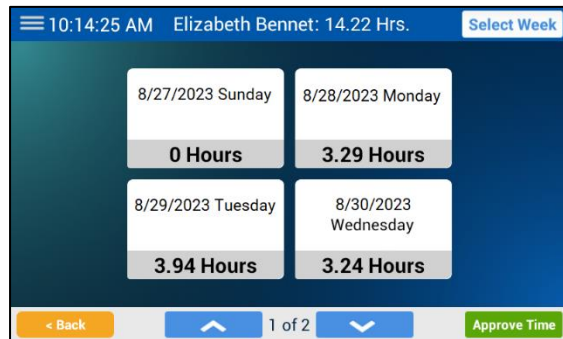 10:14:25 AM Elizabeth Bennet: 14.22 Hrs. Select Week
8/27/2023 Sunday
0 Hours
8/28/2023 Monday
3.29 Hours
8/29/2023 Tuesday
3.94 Hours
8/30/2023
Wednesday
3.24 Hours
< Back
1 of 2
Approve Time